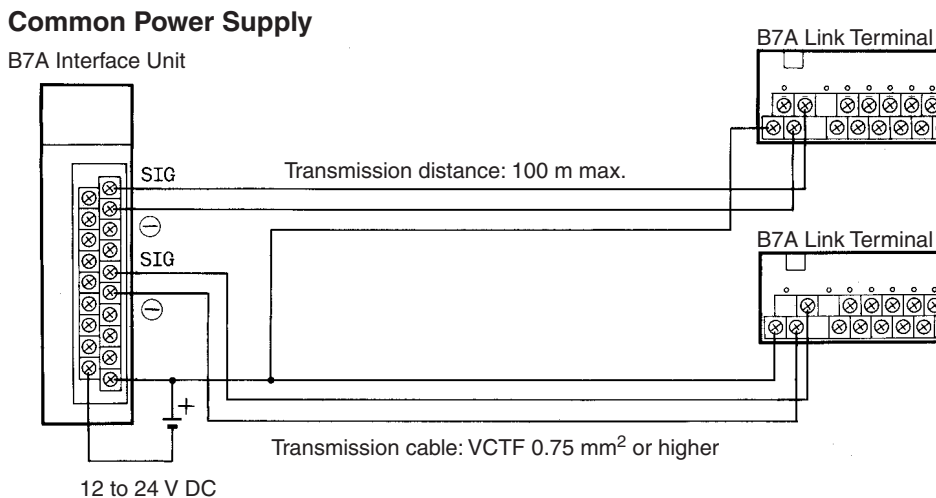 Common Power Supply
B7A Interface Unit
B7A Link Terminal
SIG
Transmission distance: 100 m max.
SIG
B7A Link Terminal
+
Transmission cable: VCTF 0.75 mm² or higher
12 to 24 V DC